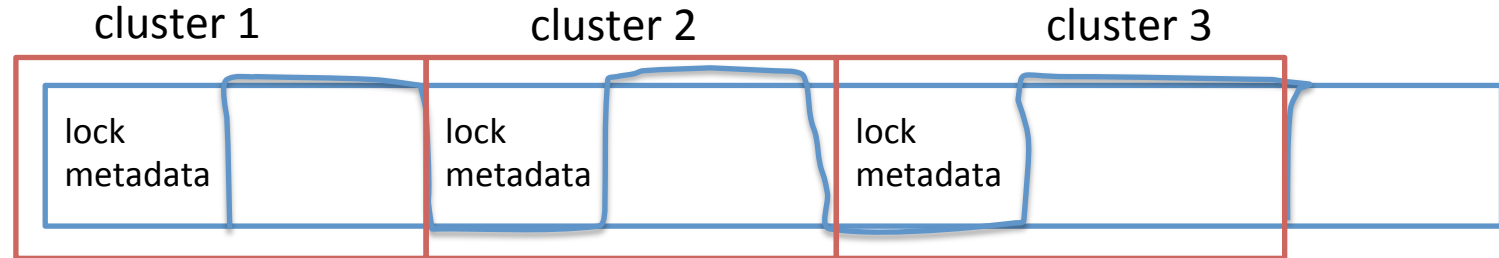 cluster 1
cluster 2
cluster 3
lock
metadata
lock
metadata
lock
metadata